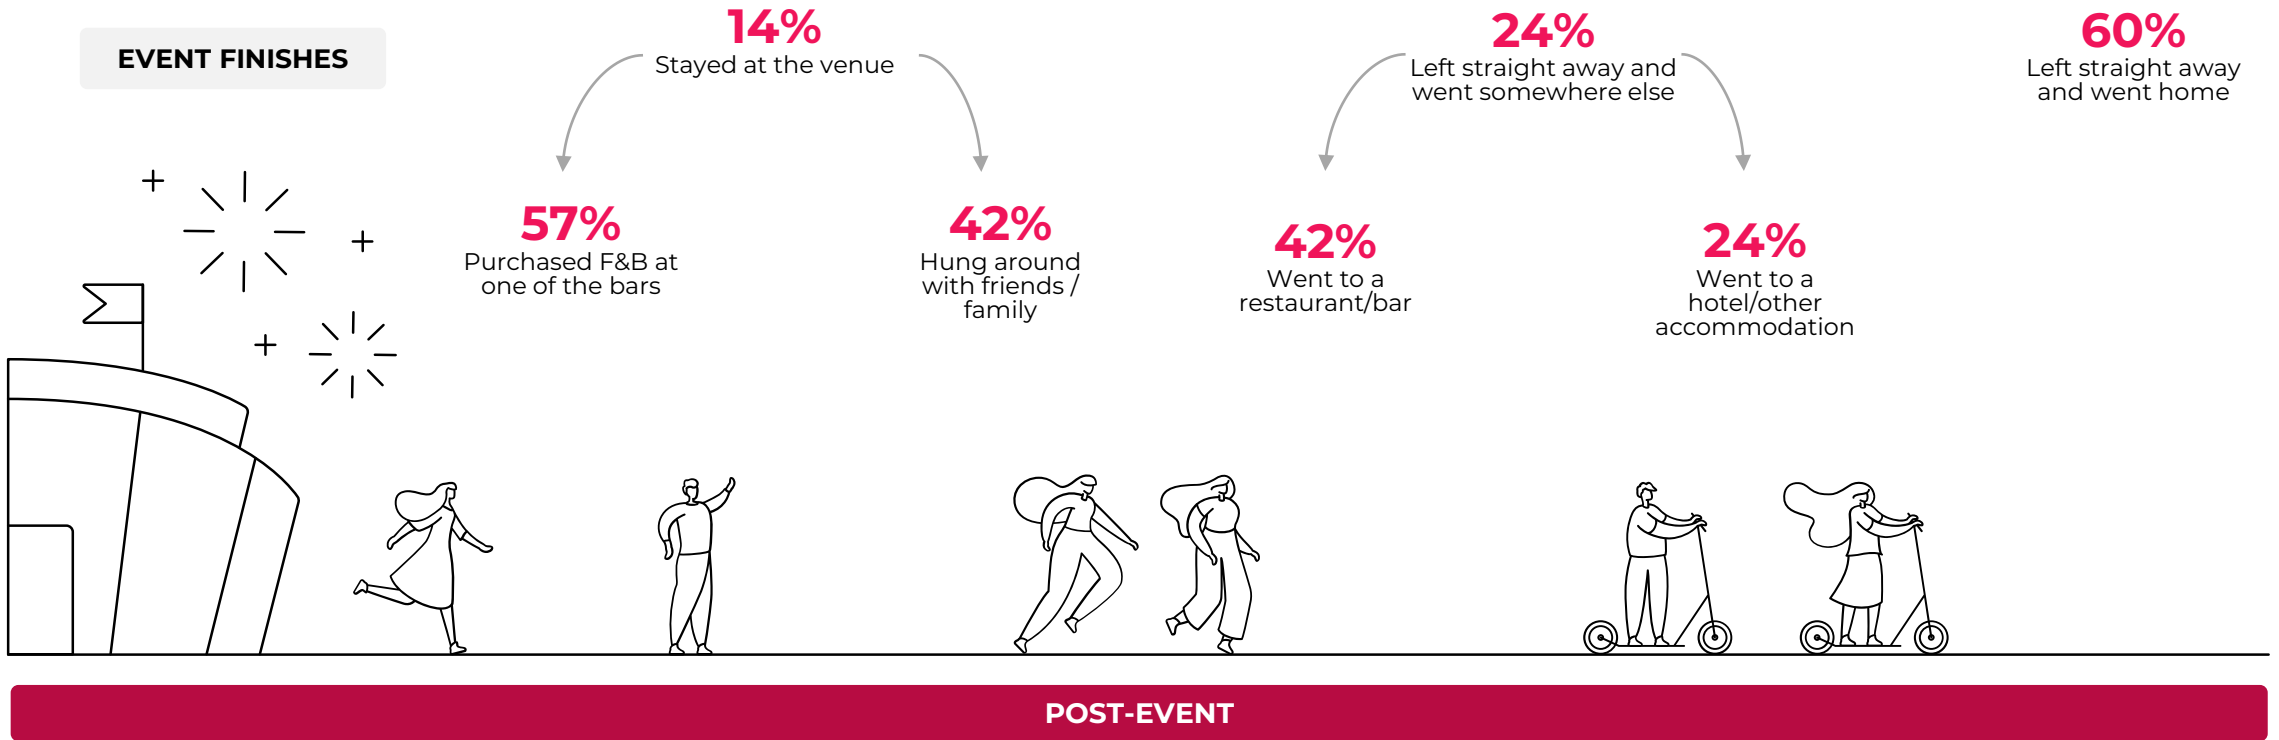 EVENT FINISHES
14%
Stayed at the venue
57%
Purchased F&B at
one of the bars
42%
Hung around
with friends /
family
24%
Left straight away and
went somewhere else
42%
Went to a
restaurant/bar
24%
Went to a
hotel/other
accommodation
60%
Left straight away
and went home
POST-EVENT